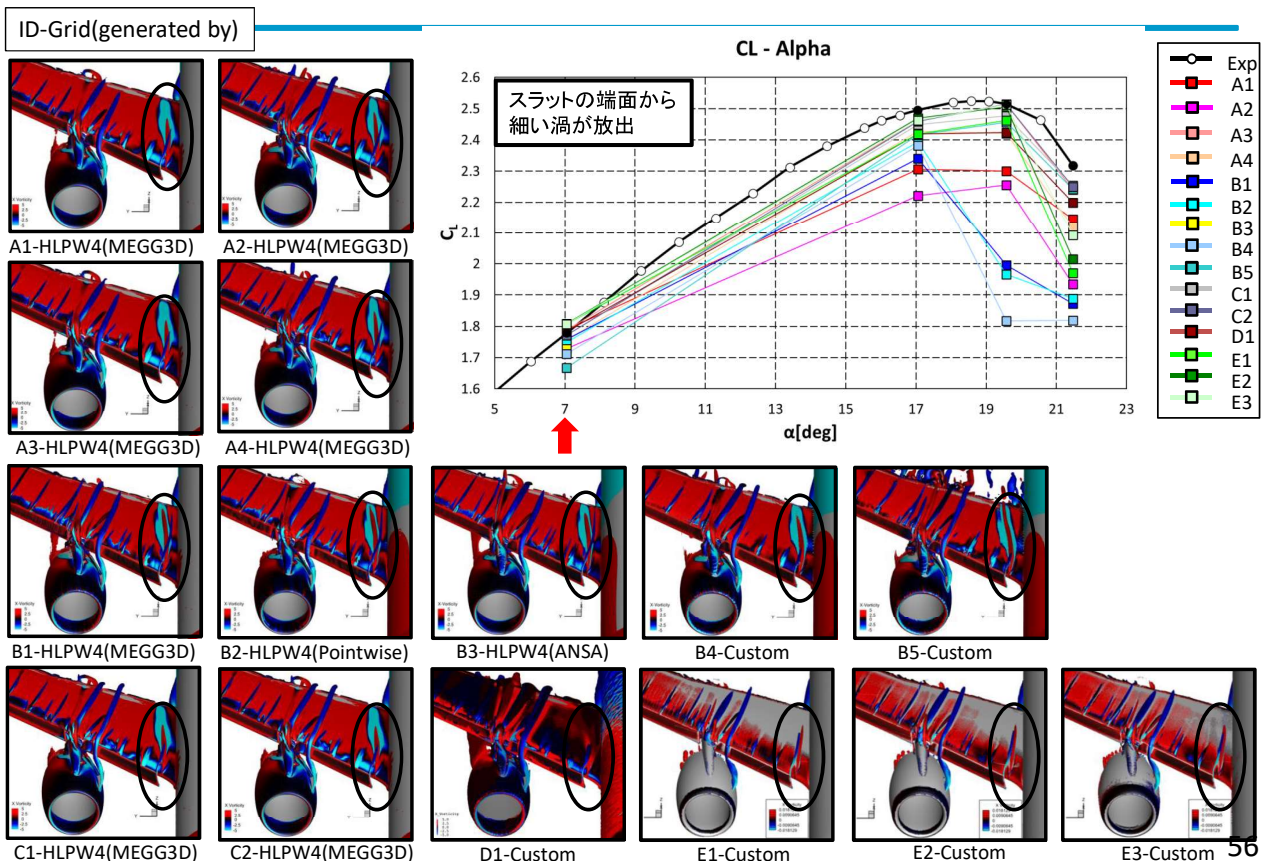 ID-Grid(generated by)
CL - Alpha
スラットの端面から
細い渦が放出
CL
2.6
2.5
2.4
2.3
2.2
2.1
2
1.9
1.8
1.7
1.6
5
7
9
11
13
15
17
19
21
23
α[deg]
Exp
A1
A2
A3
A4
B1
B2
B3
B4
B5
C1
C2
D1
E1
E2
E3
A1-HLPW4(MEGG3D)
A2-HLPW4(MEGG3D)
A3-HLPW4(MEGG3D)
A4-HLPW4(MEGG3D)
B1-HLPW4(MEGG3D)
B2-HLPW4(Pointwise)
B3-HLPW4(ANSA)
B4-Custom
B5-Custom
C1-HLPW4(MEGG3D)
C2-HLPW4(MEGG3D)
D1-Custom
E1-Custom
E2-Custom
E3-Custom
56